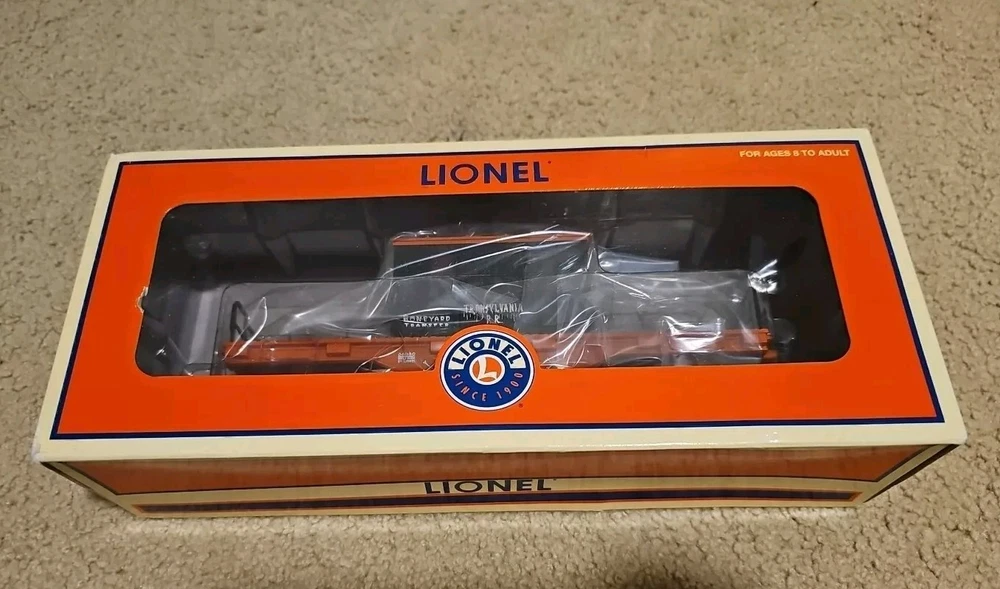 LIONEL
FOR AGES 8 TO ADULT
TRANSYLVANIA
R.R.
BONEYARD
TRANSFER
LIONEL
L
SINCE 1900
LIONEL